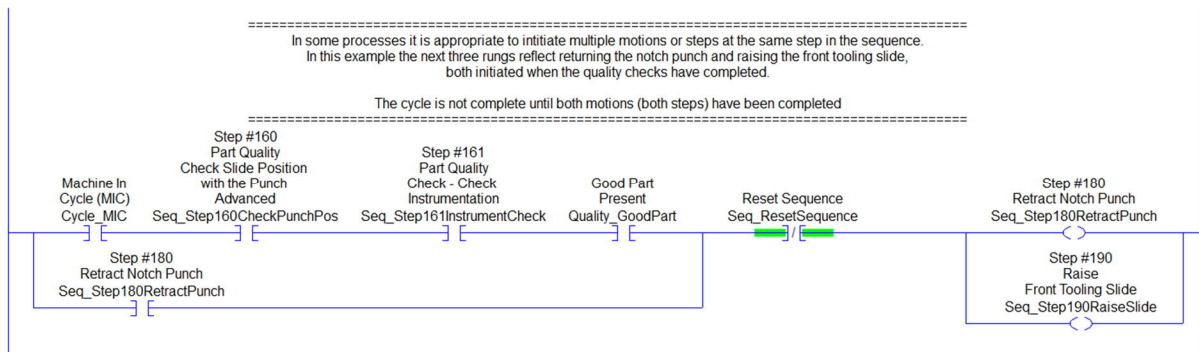 ==========================================================================================
In some processes it is appropriate to intitiate multiple motions or steps at the same step in the sequence.
In this example the next three rungs reflect returning the notch punch and raising the front tooling slide,
both initiated when the quality checks have completed.
The cycle is not complete until both motions (both steps) have been completed
==========================================================================================
Machine In
Cycle (MIC)
Cycle_MIC
Step #160
Part Quality
Check Slide Position
with the Punch
Advanced
Seq_Step160CheckPunchPos
Step #161
Part Quality
Check - Check
Instrumentation
Seq_Step161InstrumentCheck
Good Part
Present
Quality_GoodPart
Reset Sequence
Seq_ResetSequence
Step #180
Retract Notch Punch
Seq_Step180RetractPunch
Step #180
Retract Notch Punch
Seq_Step180RetractPunch
Step #190
Raise
Front Tooling Slide
Seq_Step190RaiseSlide